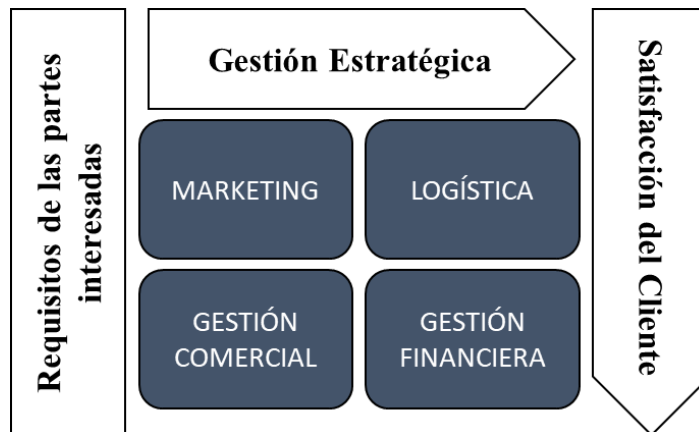 Requisitos de las partes
interesadas
Gestión Estratégica
MARKETING
LOGÍSTICA
GESTIÓN
COMERCIAL
GESTIÓN
FINANCIERA
Satisfacción del Cliente